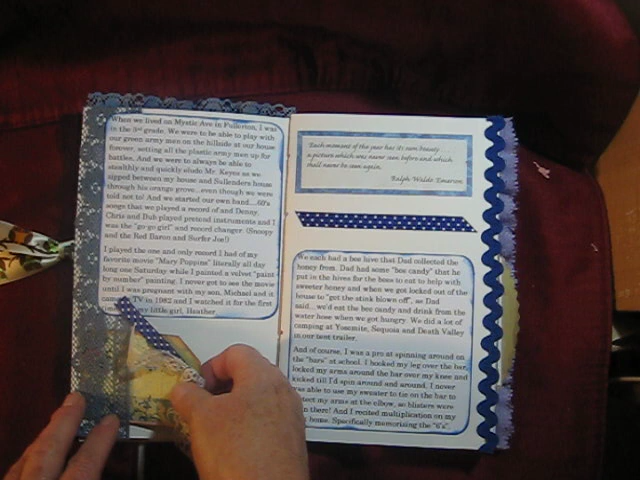 When we lived on Mystic Ave in Fullerton, I was
in the 3rd grade. We were to be able to play with
our green army men on the hillside at our house
forever, setting all the plastic army men up for
battles. And we were to always be able to
stealthly and quickly elude Mr. Keyes as we
zipped between my house and Sullenders house
through his orange grove...even though we were
told not to! And we started our own band....60's
songs that we played a record of and Denny,
Chris and Bub played pretend instruments and I
was the "go-go girl" and record changer (Snoopy
and the Red Baron and Surfer Joe!)
I played the one and only record I had of my
favorite movie "Mary Poppins" literally all day
long one Saturday while I painted a velvet "paint
by number" painting. I never got to see the movie
until I was pregnant with my son, Michael and it
came TV in 1982 and I watched it for the first
my little girl, Heather.
Each moment of the year has its own beauty . . .
a picture which was never seen before and which
shall never be seen again.
Ralph Waldo Emerson
We each had a bee hive that Dad collected the
honey from. Dad had some "bee candy" that he
put in the hives for the bees to eat to help with
sweeter honey and when we got locked out of the
house to "get the stink blown off", as Dad
said....we'd eat the bee candy and drink from the
water hose when we got hungry. We did a lot of
camping at Yosemite, Sequoia and Death Valley
in our tent trailer.
And of course, I was a pro at spinning around on
the "bars" at school. I hooked my leg over the bar,
locked my arms around the bar over my knee and
kicked till I'd spin around and around. I never
was able to use my sweater to tie on the bar to
my arms at the elbow, so blisters were
there! And I recited multiplication my
home. Specifically memorising the "6's".